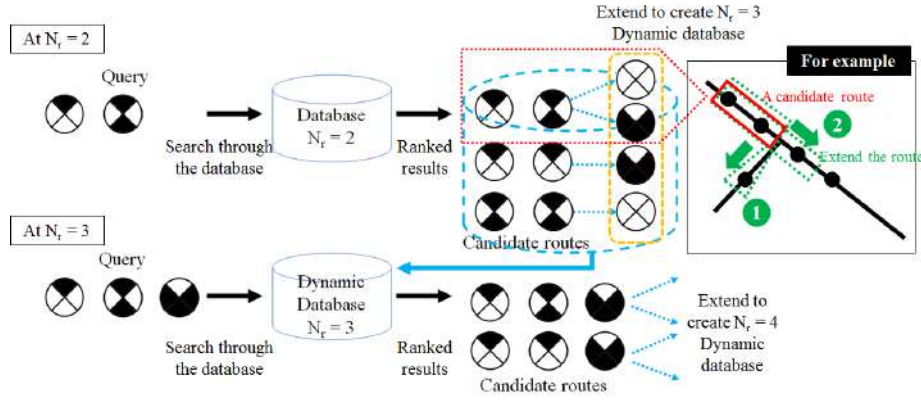 At Nr = 2
Query
Search through
the database
Database
Nr = 2
Ranked
results
Extend to create Nr = 3
Dynamic database
Candidate routes
For example
A candidate route
2
Extend the route
1
At Nr = 3
Query
Search through
the database
Dynamic
Database
Nr = 3
Ranked
results
Candidate routes
Extend to
create Nr = 4
Dynamic
database